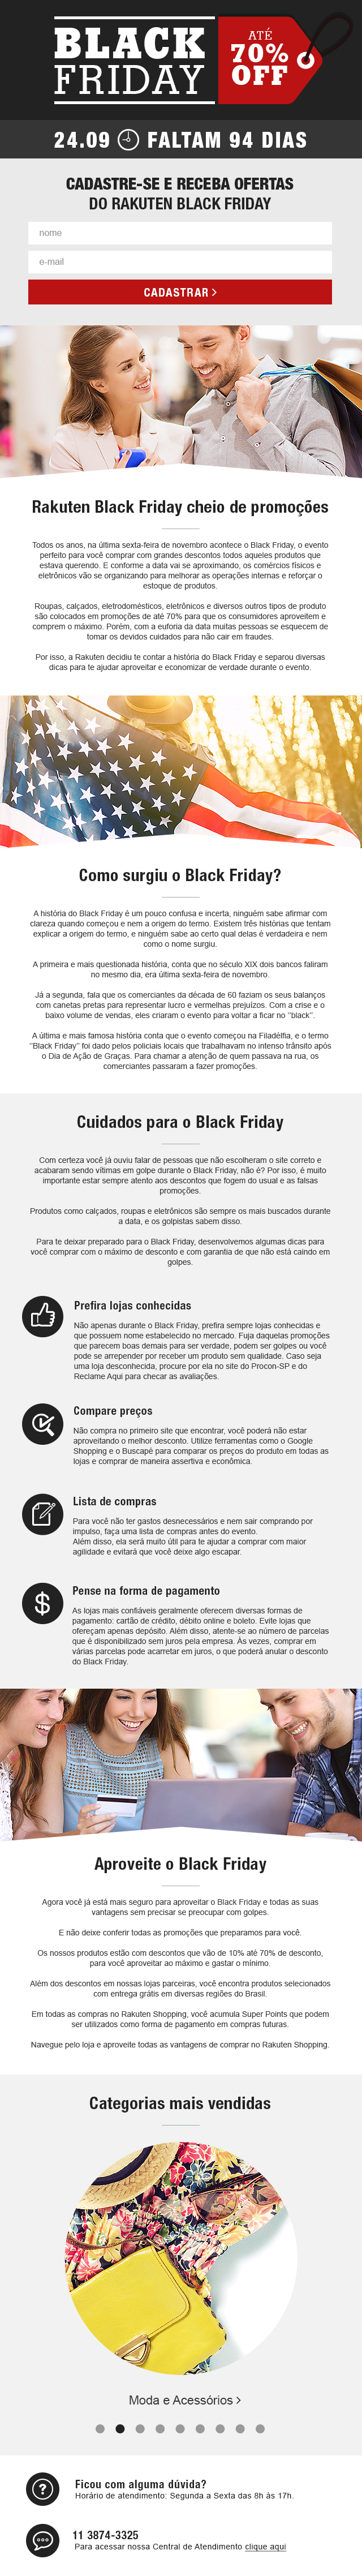 BLACK
FRIDAY
ATÉ
70%
OFF
24.09 FALTAM 94 DIAS
CADASTRE-SE E RECEBA OFERTAS
DO RAKUTEN BLACK FRIDAY
nome
e-mail
CADASTRAR >
Rakuten Black Friday cheio de promoções
Todos os anos, na última sexta-feira de novembro acontece o Black Friday, o evento
perfeito para você comprar com grandes descontos todos aqueles produtos que
estava querendo. E conforme a data vai se aproximando, os comércios físicos e
eletrônicos vão se organizando para melhorar as operações internas e reforçar o
estoque de produtos.
Roupas, calçados, eletrodomésticos, eletrônicos e diversos outros tipos de produto
são colocados em promoções de até 70% para que os consumidores aproveitem e
comprem o máximo. Porém, com a euforia da data muitas pessoas se esquecem de
tomar os devidos cuidados para não cair em fraudes.
Por isso, a Rakuten decidiu te contar a história do Black Friday e separou diversas
dicas para te ajudar aproveitar e economizar de verdade durante o evento.
Como surgiu o Black Friday?
A história do Black Friday é um pouco confusa e incerta, ninguém sabe afirmar com
clareza quando começou e nem a origem do termo. Existem três histórias que tentam
explicar a origem do termo, e ninguém sabe ao certo qual delas é verdadeira e nem
como o nome surgiu.
A primeira e mais questionada história, conta que no século XIX dois bancos faliram
no mesmo dia, era última sexta-feira de novembro.
Já a segunda, fala que os comerciantes da década de 60 faziam os seus balanços
com canetas pretas para representar lucro e vermelhas prejuízos. Com a crise e o
baixo volume de vendas, eles criaram o evento para voltar a ficar no “black”.
A última e mais famosa história conta que o evento começou na Filadélfia, e o termo
“Black Friday” foi dado pelos policiais locais que trabalhavam no intenso trânsito após
o Dia de Ação de Graças. Para chamar a atenção de quem passava na rua, os
comerciantes passaram a fazer promoções.
Cuidados para o Black Friday
Com certeza você já ouviu falar de pessoas que não escolheram o site correto e
acabaram sendo vítimas em golpe durante o Black Friday, não é? Por isso, é muito
importante estar sempre atento aos descontos que fogem do usual e as falsas
promoções.
Produtos como calçados, roupas e eletrônicos são sempre os mais buscados durante
a data, e os golpistas sabem disso.
Para te deixar preparado para o Black Friday, desenvolvemos algumas dicas para
você comprar com o máximo de desconto e com garantia de que não está caindo em
golpes.
Prefira lojas conhecidas
Não apenas durante o Black Friday, prefira sempre lojas conhecidas e
que possuem nome estabelecido no mercado. Fuja daquelas promoções
que parecem boas demais para ser verdade, podem ser golpes ou você
pode se arrepender por receber um produto sem qualidade. Caso seja
uma loja desconhecida, procure por ela no site do Procon-SP e do
Reclame Aqui para checar as avaliações.
Compare preços
Não compra no primeiro site que encontrar, você poderá não estar
aproveitando o melhor desconto. Utilize ferramentas como o Google
Shopping e o Buscapé para comparar os preços do produto em todas as
lojas e comprar de maneira assertiva e econômica.
Lista de compras
Para você não ter gastos desnecessários e nem sair comprando por
impulso, faça uma lista de compras antes do evento.
Além disso, ela será muito útil para te ajudar a comprar com maior
agilidade e evitará que você deixe algo escapar.
Pense na forma de pagamento
As lojas mais confiáveis geralmente oferecem diversas formas de
pagamento: cartão de crédito, débito online e boleto. Evite lojas que
ofereçam apenas depósito. Além disso, atente-se ao número de parcelas
que é disponibilizado sem juros pela empresa. Às vezes, comprar em
várias parcelas pode acarretar em juros, o que poderá anular o desconto
do Black Friday.
Aproveite o Black Friday
Agora você já está mais seguro para aproveitar o Black Friday e todas as suas
vantagens sem precisar se preocupar com golpes.
E não deixe conferir todas as promoções que preparamos para você.
Os nossos produtos estão com descontos que vão de 10% até 70% de desconto,
para você aproveitar ao máximo e gastar o mínimo.
Além dos descontos em nossas lojas parceiras, você encontra produtos selecionados
com entrega grátis em diversas regiões do Brasil.
Em todas as compras no Rakuten Shopping, você acumula Super Points que podem
ser utilizados como forma de pagamento em compras futuras.
Navegue pelo loja e aproveite todas as vantagens de comprar no Rakuten Shopping.
Categorias mais vendidas
Moda e Acessórios >
Ficou com alguma dúvida?
Horário de atendimento: Segunda a Sexta das 8h às 17h.
11 3874-3325
Para acessar nossa Central de Atendimento clique aqui